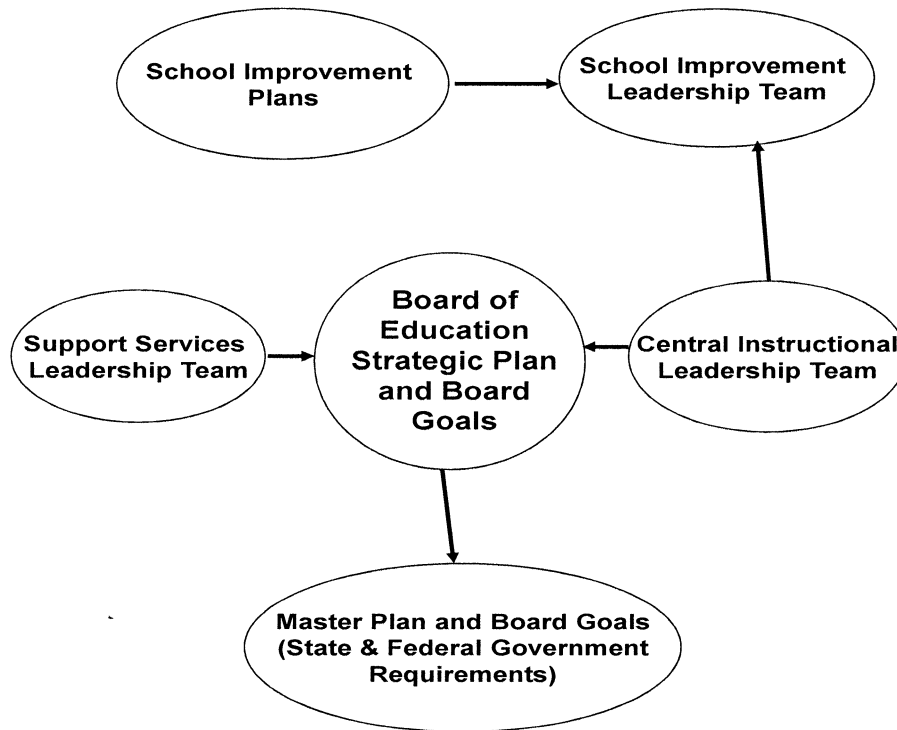 School Improvement
Plans
School Improvement
Leadership Team
Support Services
Leadership Team
Board of
Education
Strategic Plan
and Board
Goals
Central Instructional
Leadership Team
Master Plan and Board Goals
(State & Federal Government
Requirements)